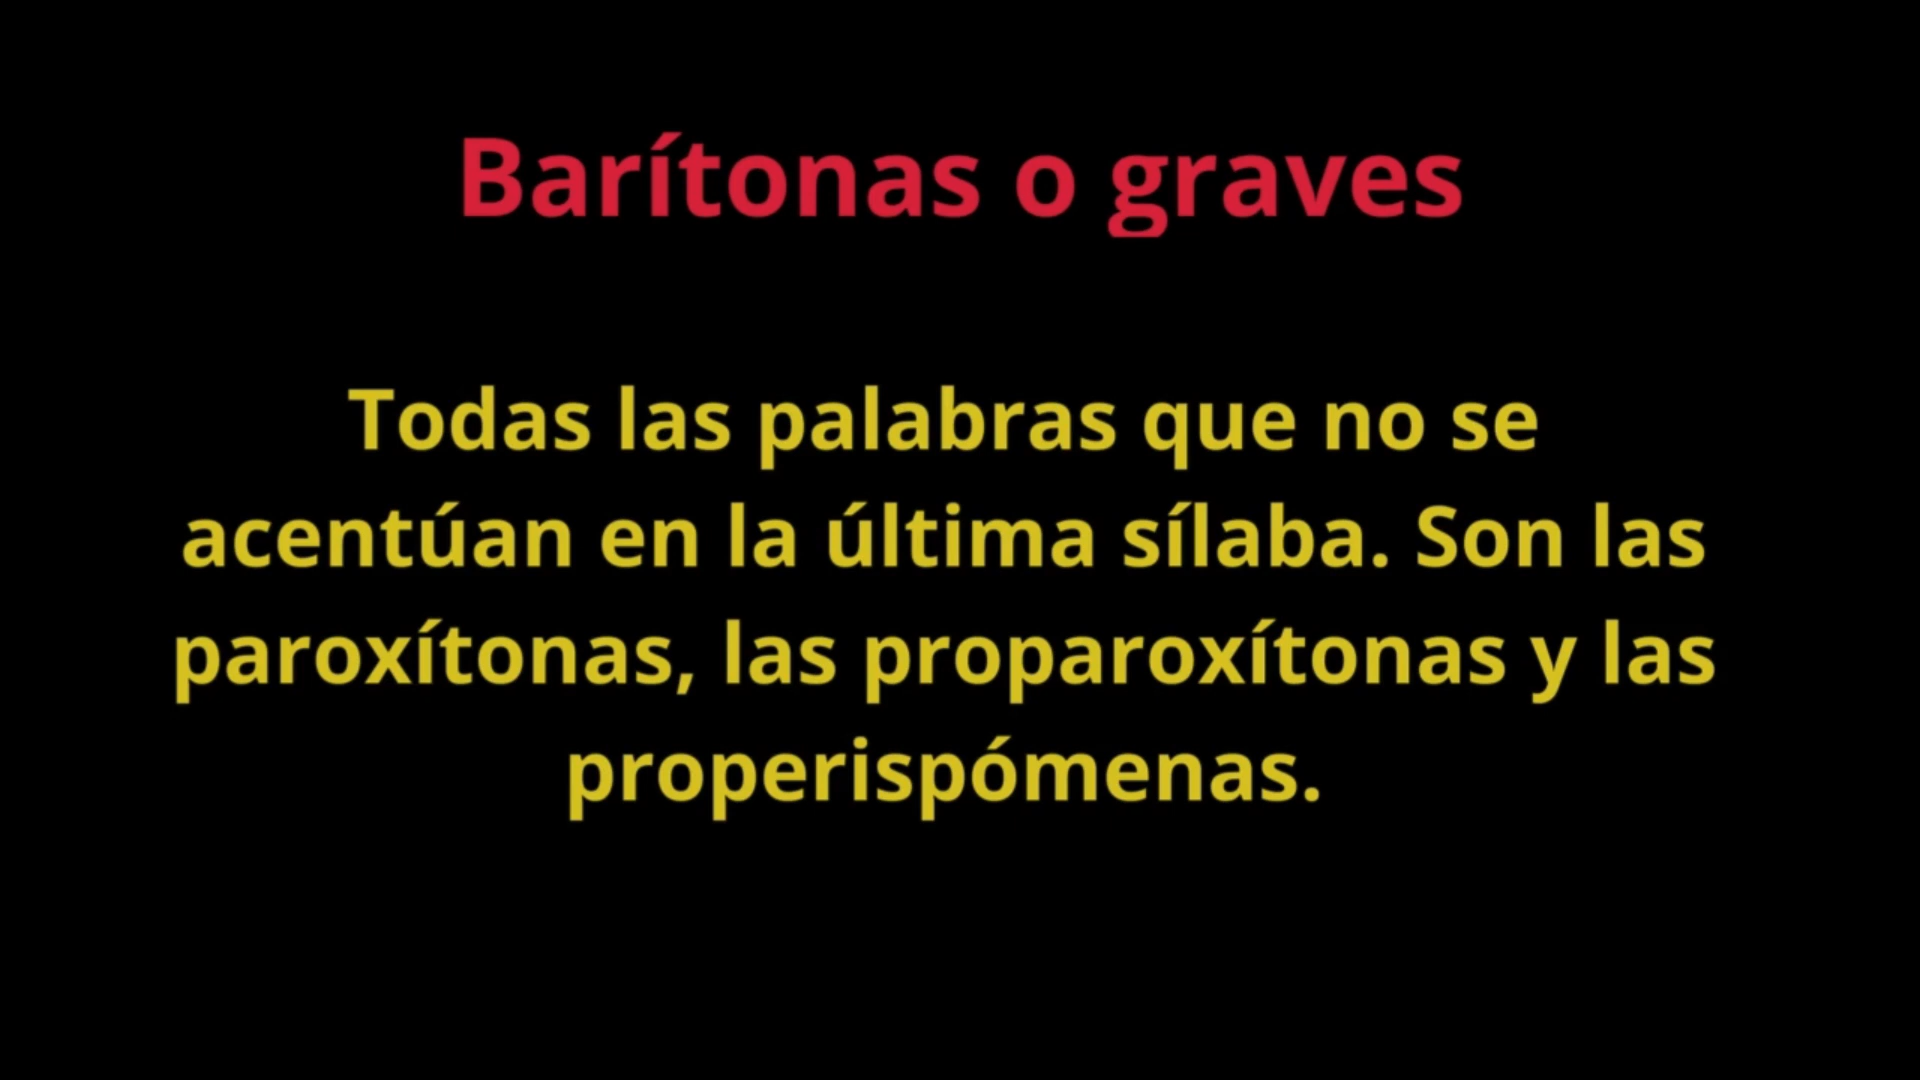 Barítonas o graves
Todas las palabras que no se
acentúan en la última sílaba. Son las
paroxítonas, las proparoxítonas y las
properispómenas.